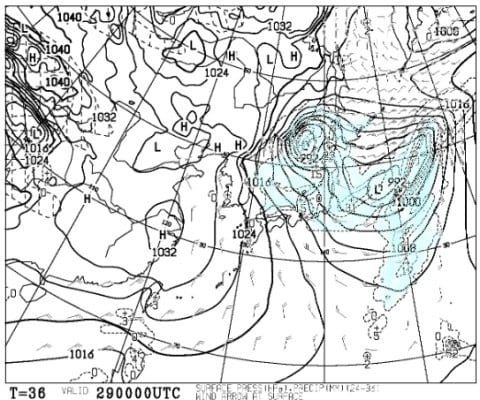 1032
1008
L
1040
1040
H
L
H
L
H
1024
1040
1040
1016
1032
H
L
1016
1024
L
H
H
992
1016
992
L
1000
H
H
1024
1032
1008
1016
T=36 VALID 290000UTC SURFACE PRESS(hPa),PRECIP(MM)(24-36)
WIND ARROW AT SURFACE